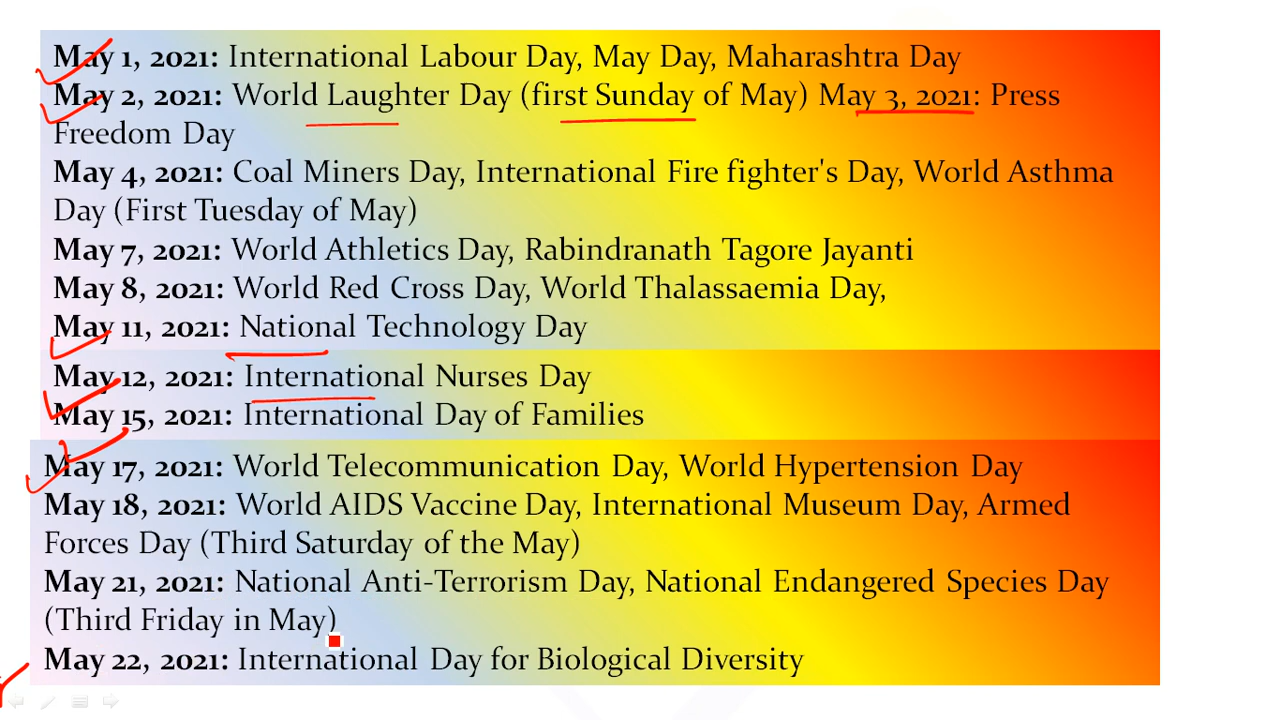 May 1, 2021: International Labour Day, May Day, Maharashtra Day
May 2, 2021: World Laughter Day (first Sunday of May) May 3, 2021: Press
Freedom Day
May 4, 2021: Coal Miners Day, International Fire fighter's Day, World Asthma
Day (First Tuesday of May)
May 7, 2021: World Athletics Day, Rabindranath Tagore Jayanti
May 8, 2021: World Red Cross Day, World Thalassaemia Day,
May 11, 2021: National Technology Day
May 12, 2021: International Nurses Day
May 15, 2021: International Day of Families
May 17, 2021: World Telecommunication Day, World Hypertension Day
May 18, 2021: World AIDS Vaccine Day, International Museum Day, Armed
Forces Day (Third Saturday of the May)
May 21, 2021: National Anti-Terrorism Day, National Endangered Species Day
(Third Friday in May)
May 22, 2021: International Day for Biological Diversity